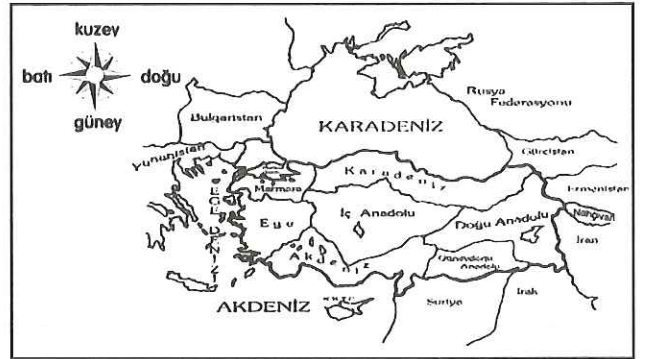 kuzey
batı
doğu
güney
Rusya
Federasyonu
Bulgaristan
KARADENİZ
Yunanistan
Gürcistan
Karadeniz
Marmara
Ermenistan
EGE DENİZİ
Ege
İç Anadolu
Doğu Anadolu
Nahçıvan
İran
Akdeniz
Güneydoğu
Anadolu
AKDENİZ
KKTC
Suriye
Irak